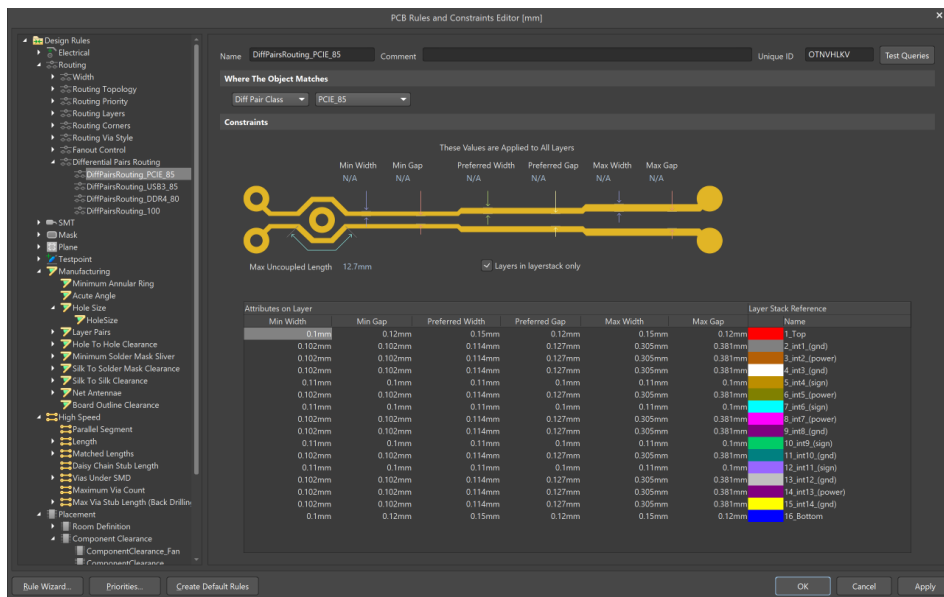 PCB Rules and Constraints Editor [mm]
Design Rules
Electrical
Routing
Width
Routing Topology
Routing Priority
Routing Layers
Routing Corners
Routing Via Style
Fanout Control
Differential Pairs Routing
DiffPairsRouting_PCIE_85
DiffPairsRouting_USB3_85
DiffPairsRouting_DDR4_80
DiffPairsRouting_100
SMT
Mask
Plane
Testpoint
Manufacturing
Minimum Annular Ring
Acute Angle
Hole Size
HoleSize
Layer Pairs
Hole To Hole Clearance
Minimum Solder Mask Sliver
Silk To Solder Mask Clearance
Silk To Silk Clearance
Net Antennae
Board Outline Clearance
High Speed
Parallel Segment
Length
Matched Lengths
Daisy Chain Stub Length
Vias Under SMD
Maximum Via Count
Max Via Stub Length (Back Drillin
Placement
Room Definition
Component Clearance
ComponentClearance_Fan
ComponentClearance
Name DiffPairsRouting_PCIE_85 Comment Unique ID OTNVHLKV Test Queries
Where The Object Matches
Diff Pair Class PCIE_85
Constraints
These Values are Applied to All Layers
Min Width Min Gap Preferred Width Preferred Gap Max Width Max Gap
N/A N/A N/A N/A N/A N/A
Max Uncoupled Length 12.7mm Layers in layerstack only
Attributes on Layer Layer Stack Reference
Min Width Min Gap Preferred Width Preferred Gap Max Width Max Gap Name
0.1mm 0.12mm 0.15mm 0.12mm 0.15mm 0.12mm 1_Top
0.102mm 0.102mm 0.114mm 0.127mm 0.305mm 0.381mm 2_int1_(gnd)
0.102mm 0.102mm 0.114mm 0.127mm 0.305mm 0.381mm 3_int2_(power)
0.102mm 0.102mm 0.114mm 0.127mm 0.305mm 0.381mm 4_int3_(gnd)
0.11mm 0.1mm 0.11mm 0.1mm 0.11mm 0.1mm 5_int4_(sign)
0.102mm 0.102mm 0.114mm 0.127mm 0.305mm 0.381mm 6_int5_(power)
0.11mm 0.1mm 0.11mm 0.1mm 0.11mm 0.1mm 7_int6_(sign)
0.102mm 0.102mm 0.114mm 0.127mm 0.305mm 0.381mm 8_int7_(power)
0.102mm 0.102mm 0.114mm 0.127mm 0.305mm 0.381mm 9_int8_(gnd)
0.11mm 0.1mm 0.11mm 0.1mm 0.11mm 0.1mm 10_int9_(sign)
0.102mm 0.102mm 0.114mm 0.127mm 0.305mm 0.381mm 11_int10_(gnd)
0.11mm 0.1mm 0.11mm 0.1mm 0.11mm 0.1mm 12_int11_(sign)
0.102mm 0.102mm 0.114mm 0.127mm 0.305mm 0.381mm 13_int12_(gnd)
0.102mm 0.102mm 0.114mm 0.127mm 0.305mm 0.381mm 14_int13_(power)
0.102mm 0.102mm 0.114mm 0.127mm 0.305mm 0.381mm 15_int14_(gnd)
0.1mm 0.12mm 0.15mm 0.12mm 0.15mm 0.12mm 16_Bottom
Rule Wizard... Priorities... Create Default Rules OK Cancel Apply